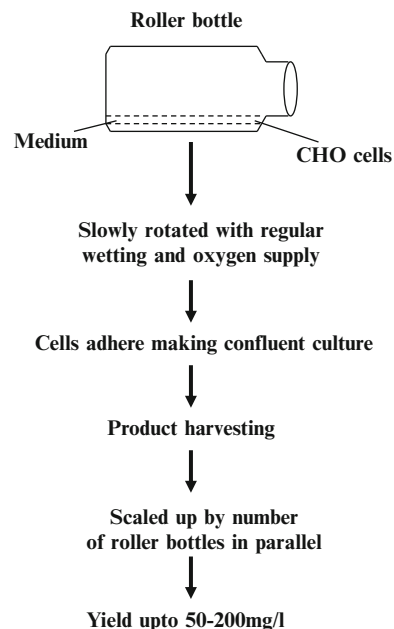 Roller bottle
Medium
CHO cells
Slowly rotated with regular
wetting and oxygen supply
Cells adhere making confluent culture
Product harvesting
Scaled up by number
of roller bottles in parallel
Yield upto 50-200mg/l